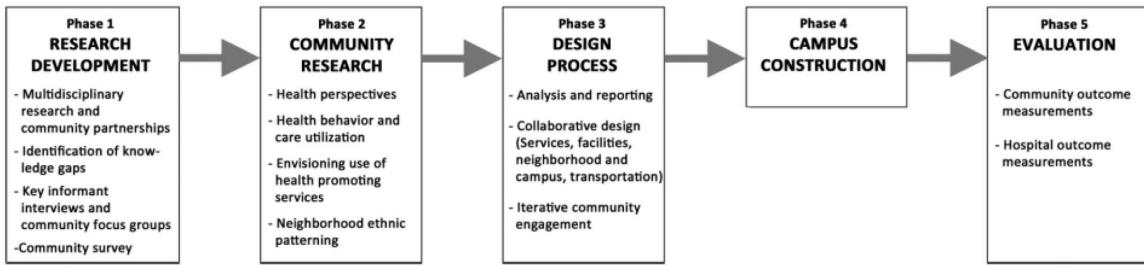 Phase 1
RESEARCH
DEVELOPMENT
- Multidisciplinary
research and
community partnerships
- Identification of know-
ledge gaps
- Key informant
interviews and
community focus groups
-Community survey
Phase 2
COMMUNITY
RESEARCH
- Health perspectives
- Health behavior and
care utilization
- Envisioning use of
health promoting
services
- Neighborhood ethnic
patterning
Phase 3
DESIGN
PROCESS
- Analysis and reporting
- Collaborative design
(Services, facilities,
neighborhood and
campus, transportation)
- Iterative community
engagement
Phase 4
CAMPUS
CONSTRUCTION
Phase 5
EVALUATION
- Community outcome
measurements
- Hospital outcome
measurements